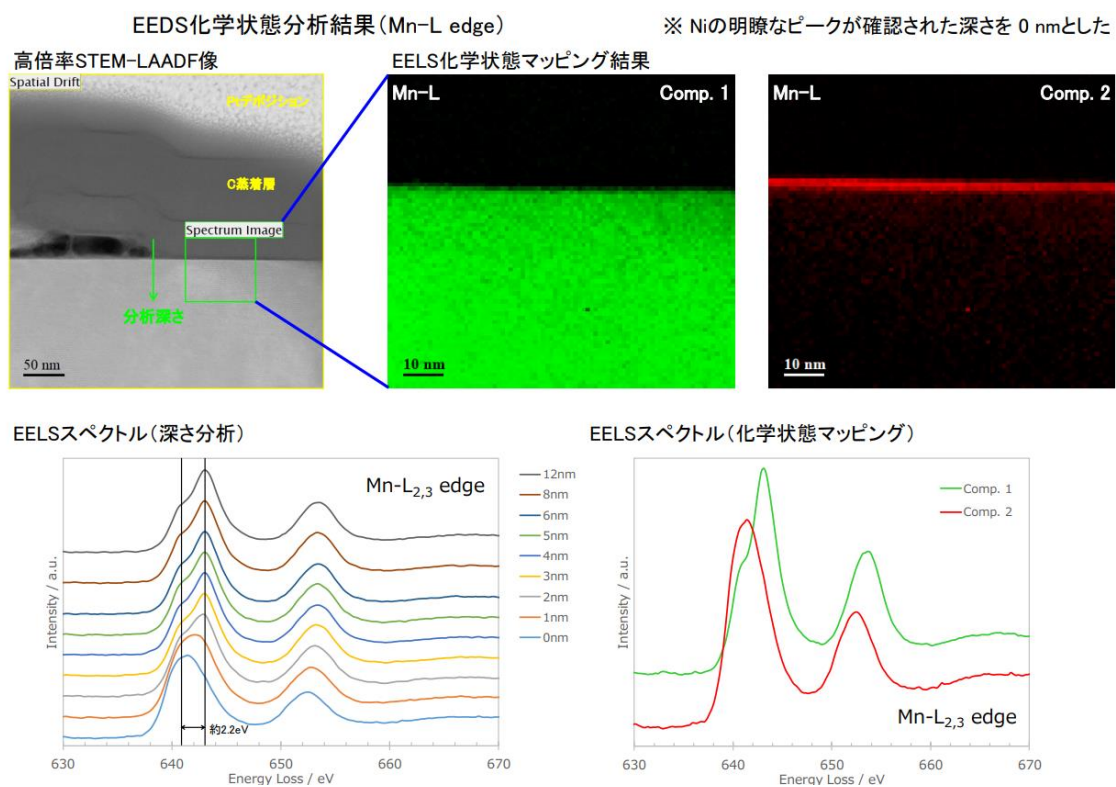 EEDS化学状態分析結果(Mn-L edge)
※ Niの明瞭なピークが確認された深さを 0 nmとした
高倍率STEM-LAADF像
EELS化学状態マッピング結果
Spatial Drift
Ptデポジション
C蒸着層
Spectrum Image
分析深さ
50 nm
Mn-L
Comp. 1
10 nm
Mn-L
Comp. 2
10 nm
EELSスペクトル(深さ分析)
Mn-L2,3 edge
12nm
8nm
6nm
5nm
4nm
3nm
2nm
1nm
0nm
約2.2eV
Intensity / a.u.
630
640
650
660
670
Energy Loss / eV
EELSスペクトル(化学状態マッピング)
Comp. 1
Comp. 2
Mn-L2,3 edge
Intensity / a.u.
630
640
650
660
670
Energy Loss / eV